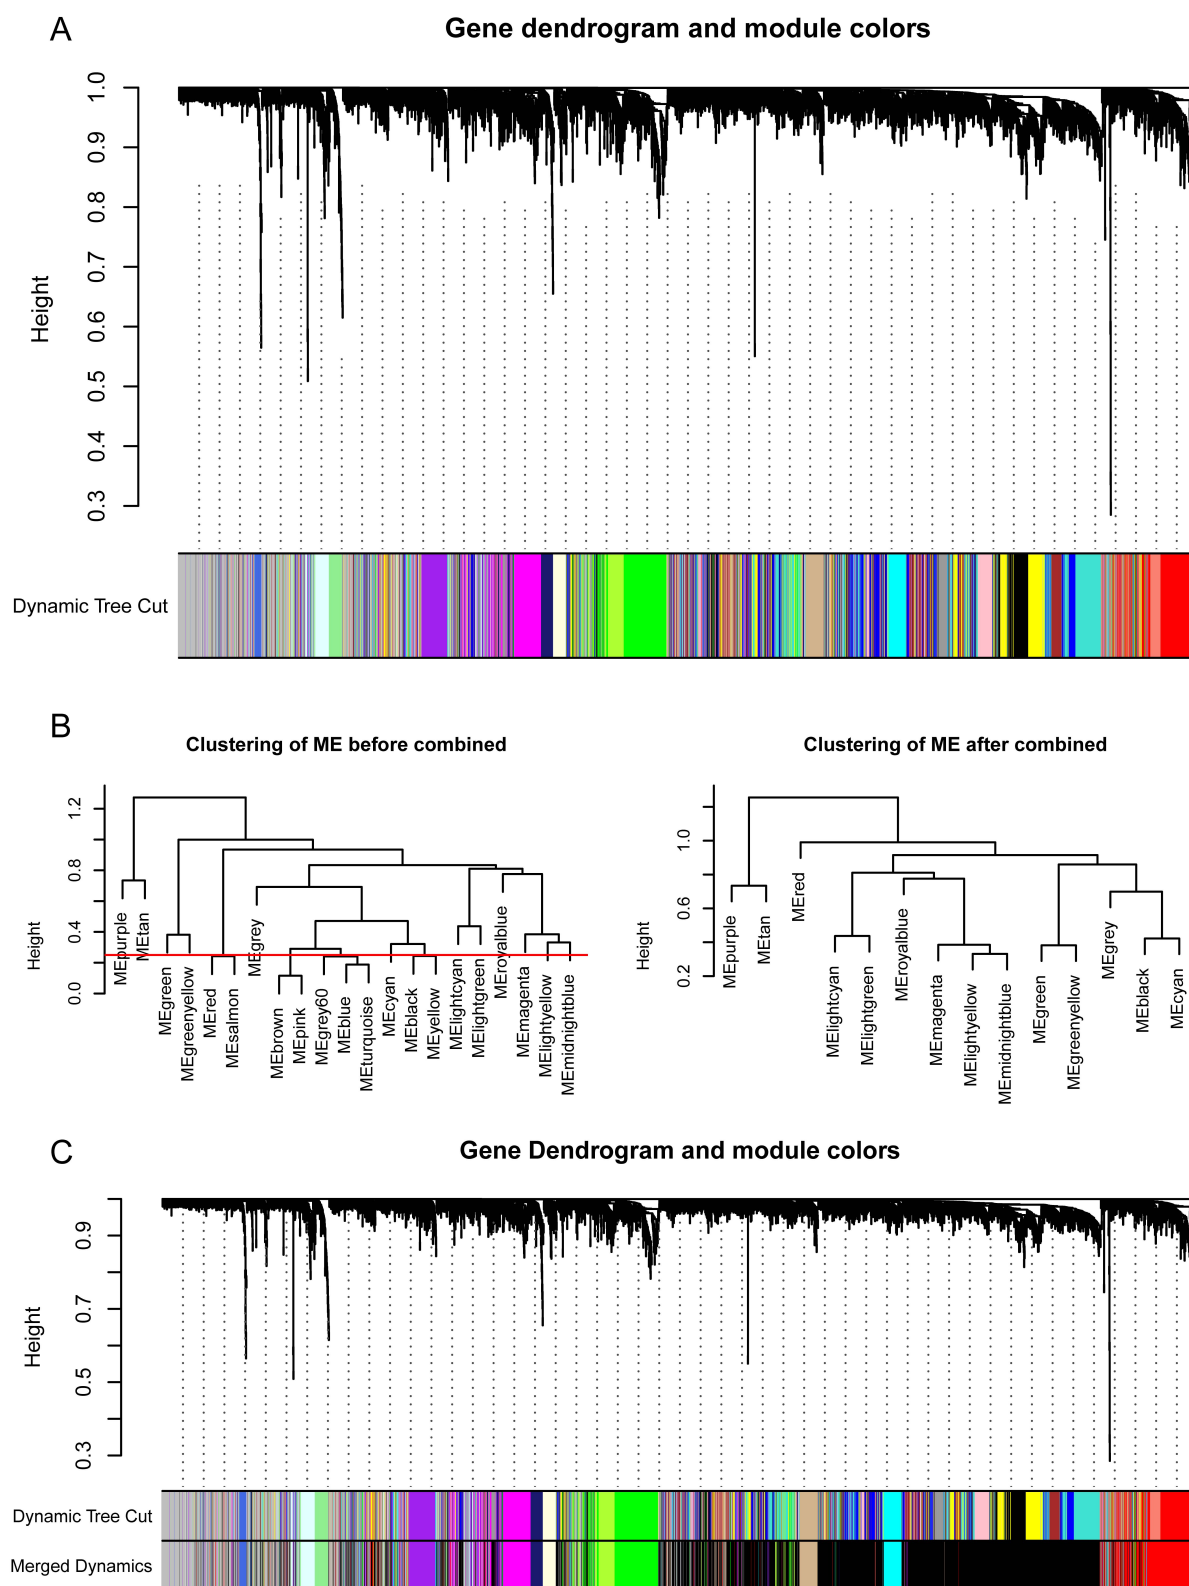 A
Gene dendrogram and module colors
Height
1.0
0.9
0.8
0.7
0.6
0.5
0.4
0.3
Dynamic Tree Cut
B
Clustering of ME before combined
Height
1.2
0.8
0.4
0.0
MEpurple
MEtan
MEgreen
MEgreenyellow
MEred
MEsalmon
MEgrey
MEbrown
MEpink
MEgrey60
MEblue
MEturquoise
MEcyan
MEblack
MEyellow
MElightcyan
MElightgreen
MEroyalblue
MEmagenta
MElightyellow
MEmidnightblue
Clustering of ME after combined
Height
1.0
0.6
0.2
MEpurple
MEtan
MEred
MElightcyan
MElightgreen
MEroyalblue
MEmagenta
MElightyellow
MEmidnightblue
MEgreen
MEgreenyellow
MEgrey
MEblack
MEcyan
C
Gene Dendrogram and module colors
Height
0.9
0.7
0.5
0.3
Dynamic Tree Cut
Merged Dynamics